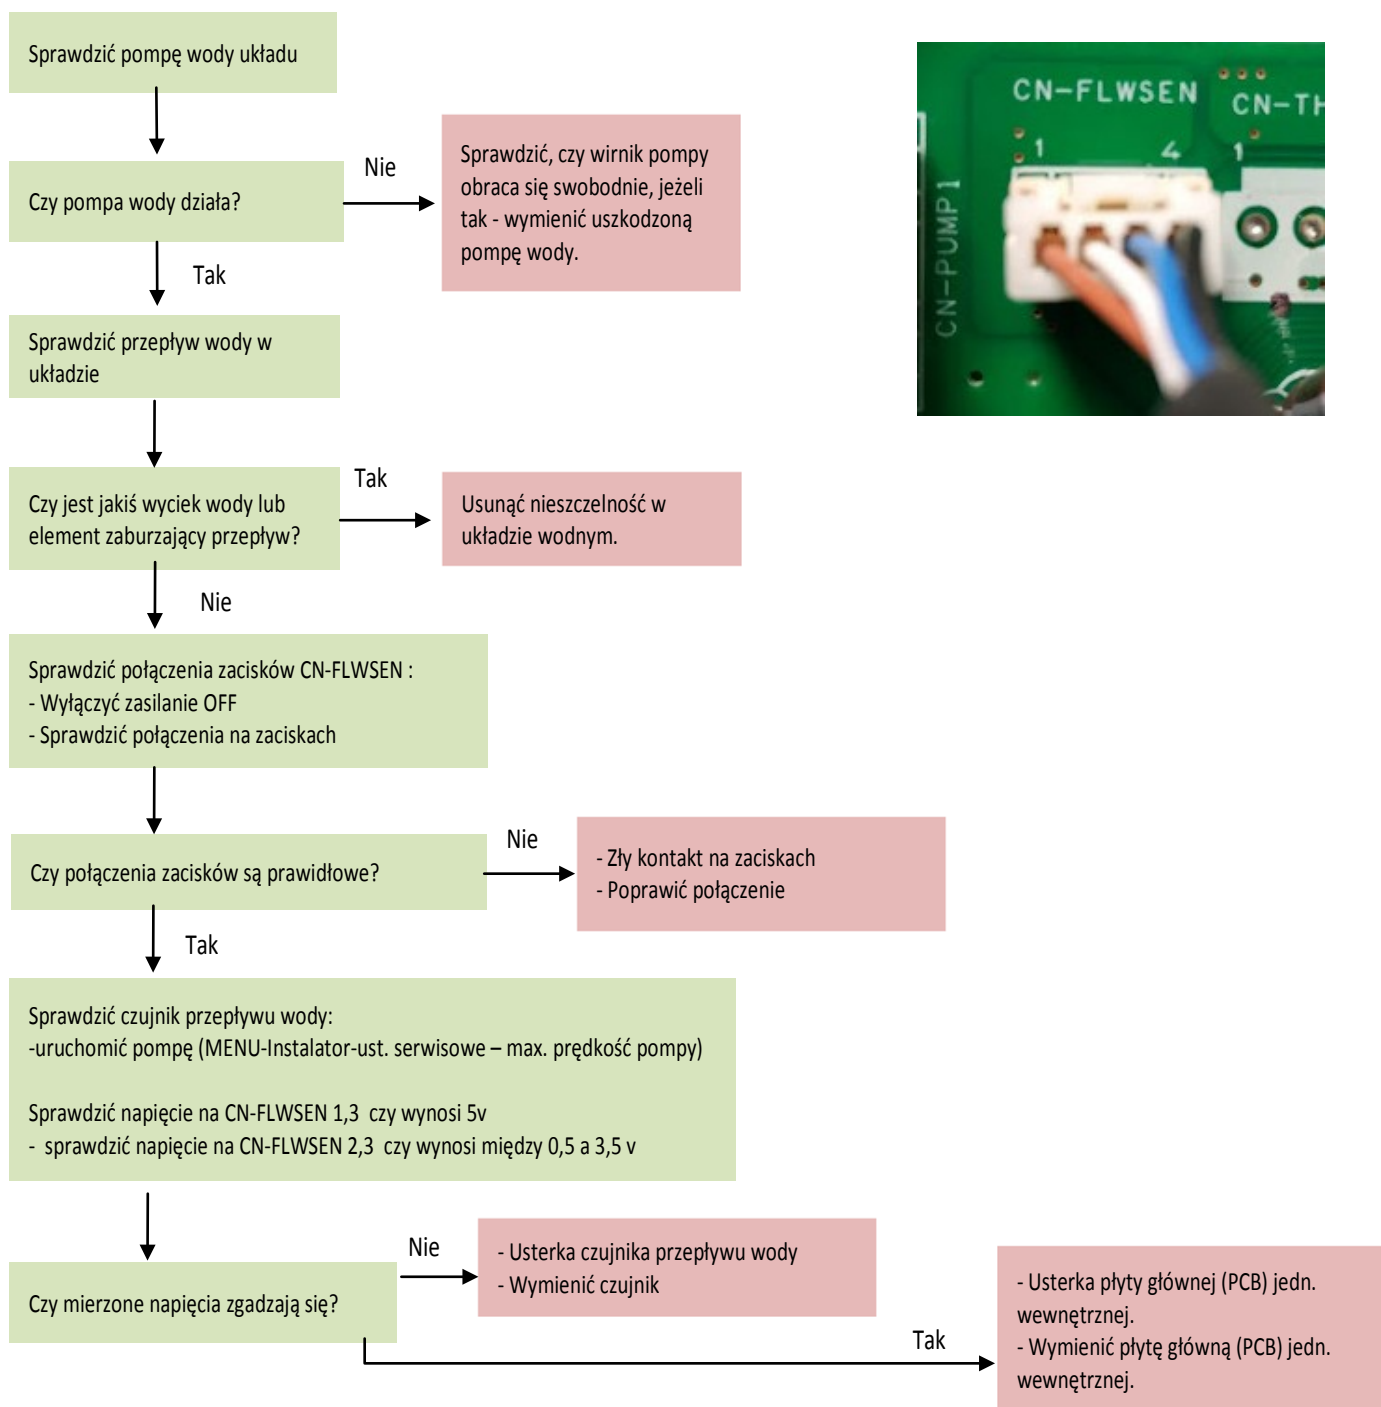 Sprawdzić pompę wody układu
CN-FLWSEN
CN-TH
1
4
1
CN-PUMP1
Czy pompa wody działa?
Nie
Sprawdzić, czy wirnik pompy
obraca się swobodnie, jeżeli
tak - wymienić uszkodzoną
pompę wody.
Tak
Sprawdzić przepływ wody w
układzie
Czy jest jakiś wyciek wody lub
element zaburzający przepływ?
Tak
Usunąć nieszczelność w
układzie wodnym.
Nie
Sprawdzić połączenia zacisków CN-FLWSEN :
- Wyłączyć zasilanie OFF
- Sprawdzić połączenia na zaciskach
Czy połączenia zacisków są prawidłowe?
Nie
- Zły kontakt na zaciskach
- Poprawić połączenie
Tak
Sprawdzić czujnik przepływu wody:
-uruchomić pompę (MENU-Instalator-ust. serwisowe – max. prędkość pompy)
Sprawdzić napięcie na CN-FLWSEN 1,3 czy wynosi 5v
- sprawdzić napięcie na CN-FLWSEN 2,3 czy wynosi między 0,5 a 3,5 v
Czy mierzone napięcia zgadzają się?
Nie
- Usterka czujnika przepływu wody
- Wymienić czujnik
Tak
- Usterka płyty głównej (PCB) jedn.
wewnętrznej.
- Wymienić płytę główną (PCB) jedn.
wewnętrznej.